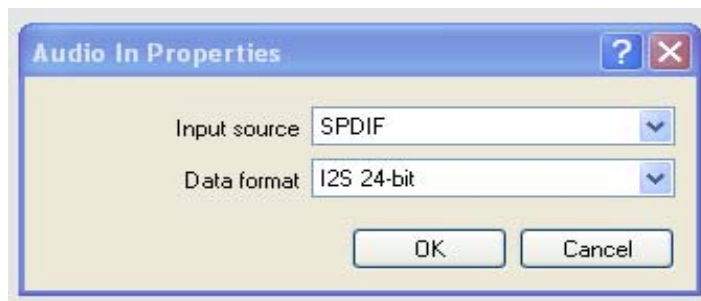 Audio In Properties
?
Input source SPDIF
Data format I2S 24-bit
OK Cancel